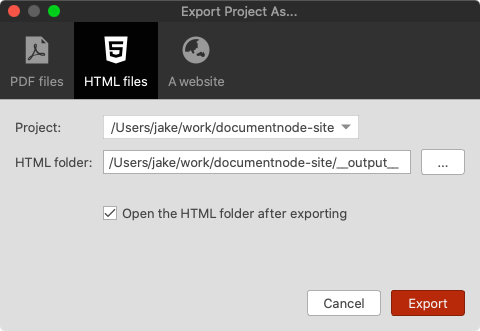 Export Project As...
PDF files
HTML files
A website
Project: /Users/jake/work/documentnode-site
HTML folder: /Users/jake/work/documentnode-site/__output__ ...
Open the HTML folder after exporting
Cancel Export